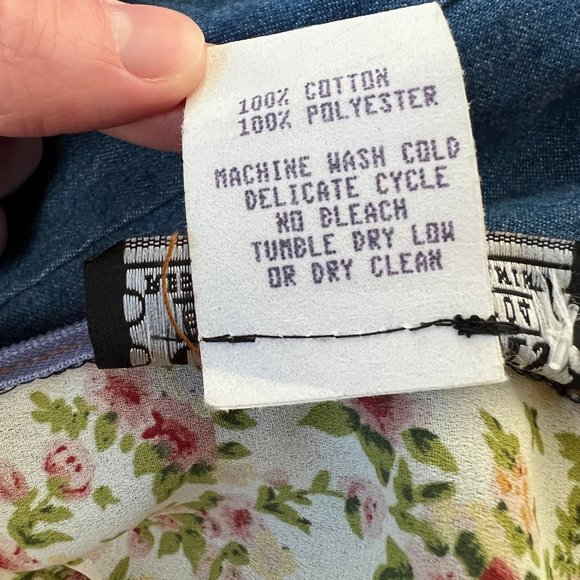 100% COTTON
100% POLYESTER
MACHINE WASH COLD
DELICATE CYCLE
NO BLEACH
TUMBLE DRY LOW
OR DRY CLEAN